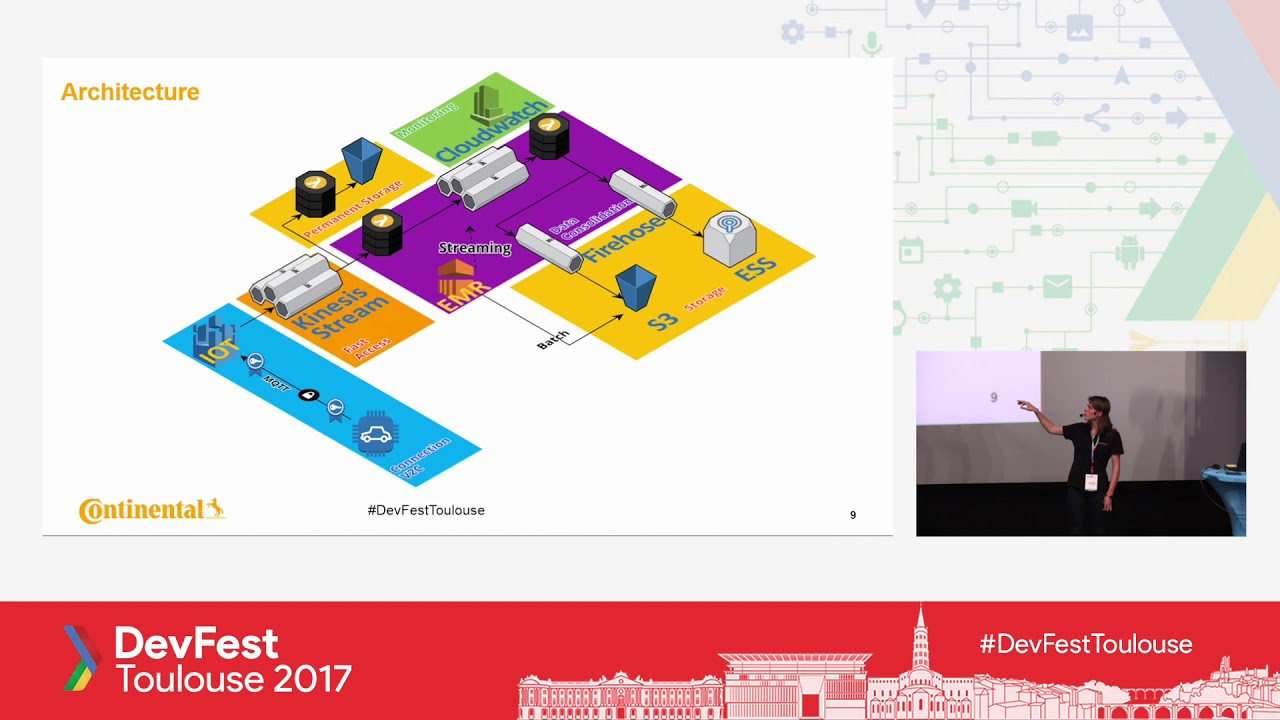 Architecture
Monitoring
Cloudwatch
Permanent Storage
Data
Consolidation
Streaming
Firehose
EMR
ESS
Kinesis
Stream
Fast
Access
S3
Storage
Batch
IOT
MQTT
Connection
V2C
Continental
#DevFestToulouse
9
9
DevFest
Toulouse 2017
#DevFestToulouse